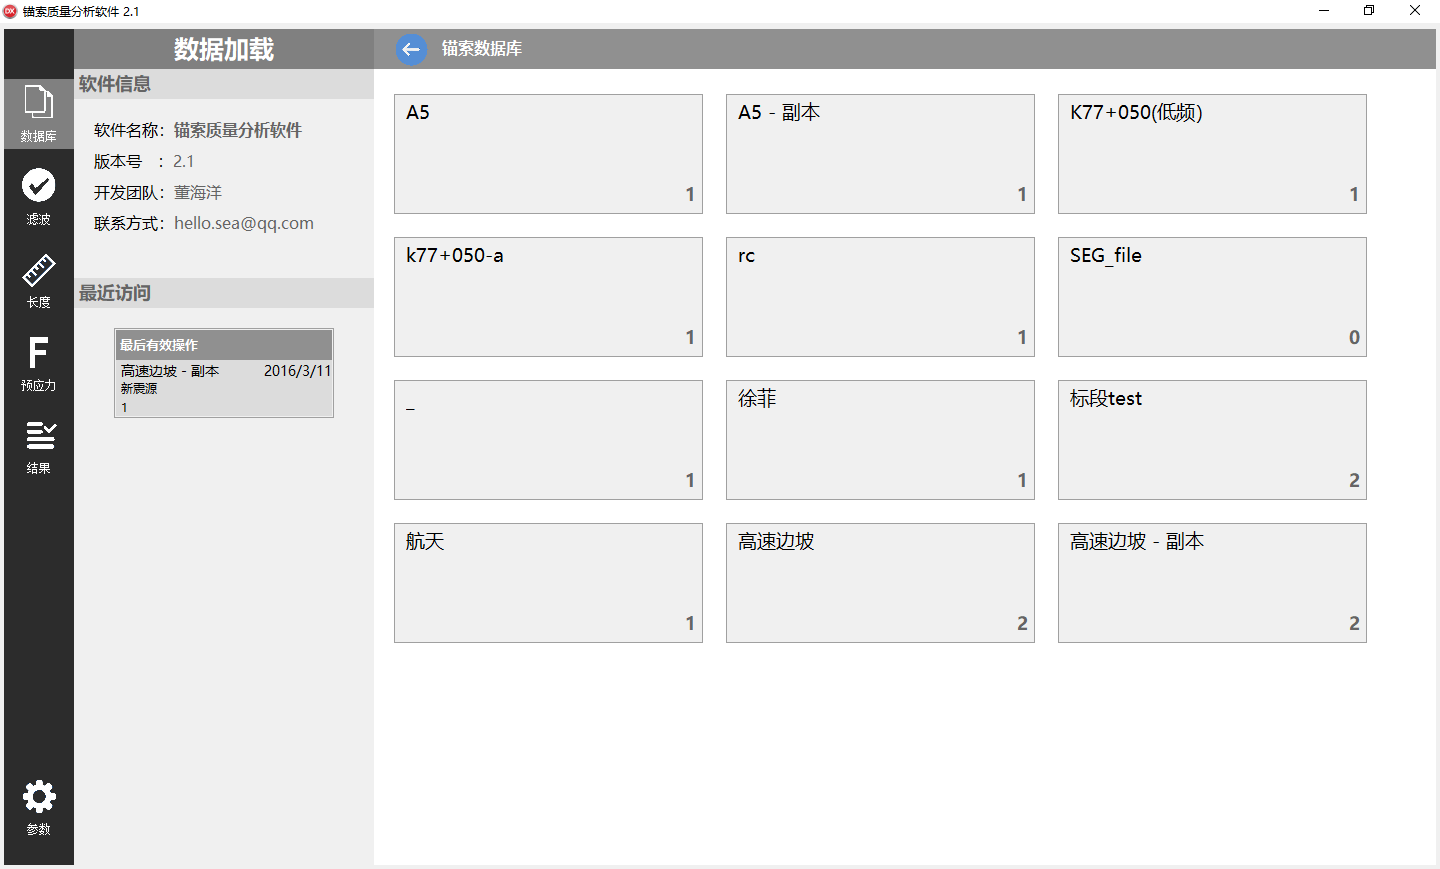 锚索质量分析软件 2.1
数据加载
锚索数据库
数据库
滤波
长度
F
预应力
结果
参数
软件信息
软件名称：锚索质量分析软件
版本号 ：2.1
开发团队：董海洋
联系方式：hello.sea@qq.com
最近访问
最后有效操作
高速边坡 - 副本 2016/3/11
新震源
1
A5
1
A5 - 副本
1
K77+050(低频)
1
k77+050-a
1
rc
1
SEG_file
0
_
1
徐菲
1
标段test
2
航天
1
高速边坡
2
高速边坡 - 副本
2